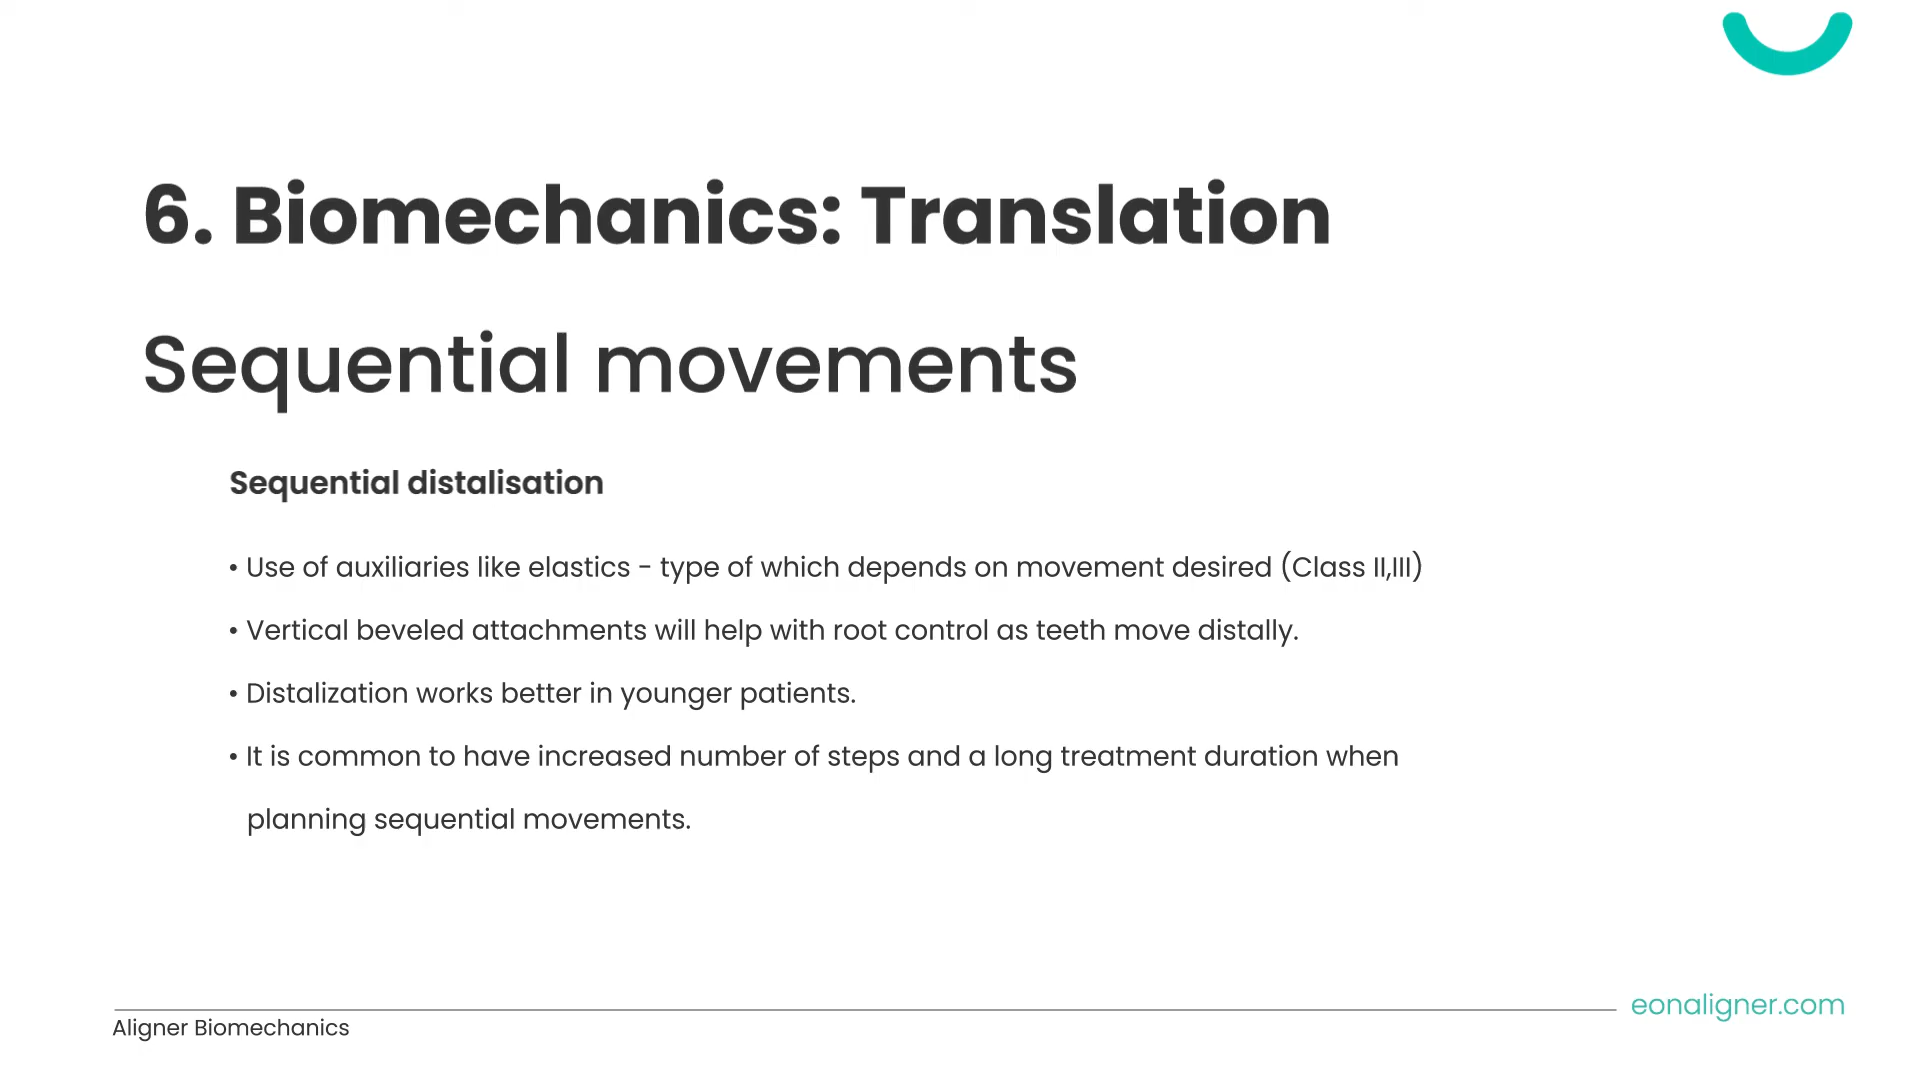 6. Biomechanics: Translation
Sequential movements
Sequential distalisation
• Use of auxiliaries like elastics - type of which depends on movement desired (Class II,III)
• Vertical beveled attachments will help with root control as teeth move distally.
• Distalization works better in younger patients.
• It is common to have increased number of steps and a long treatment duration when
planning sequential movements.
eonaligner.com
Aligner Biomechanics